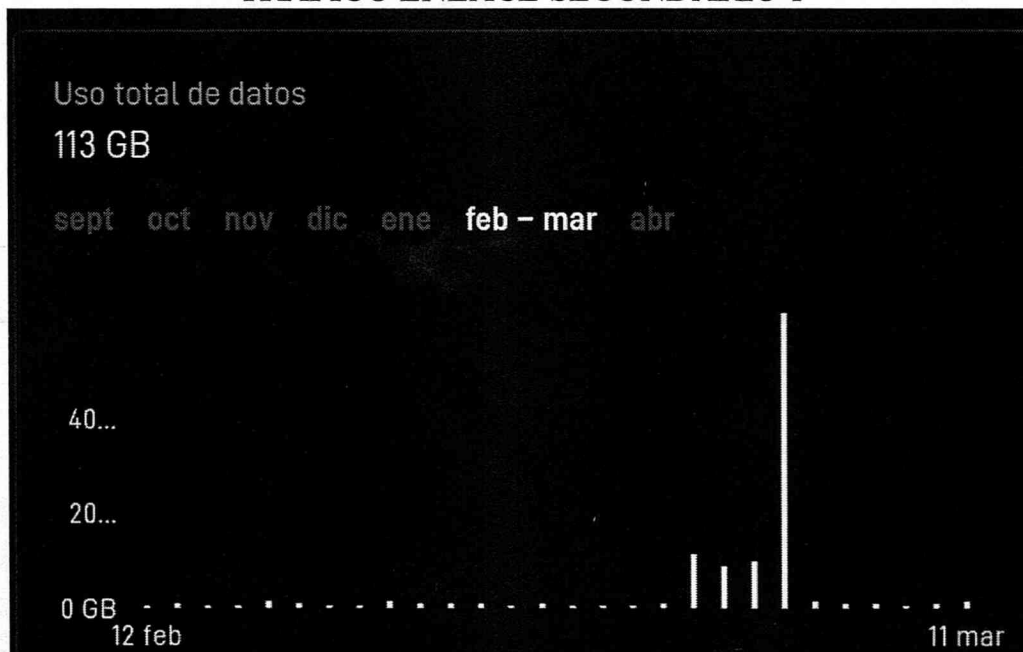 Uso total de datos
113 GB
sept oct nov dic ene feb – mar abr
40...
20...
0 GB
12 feb 11 mar